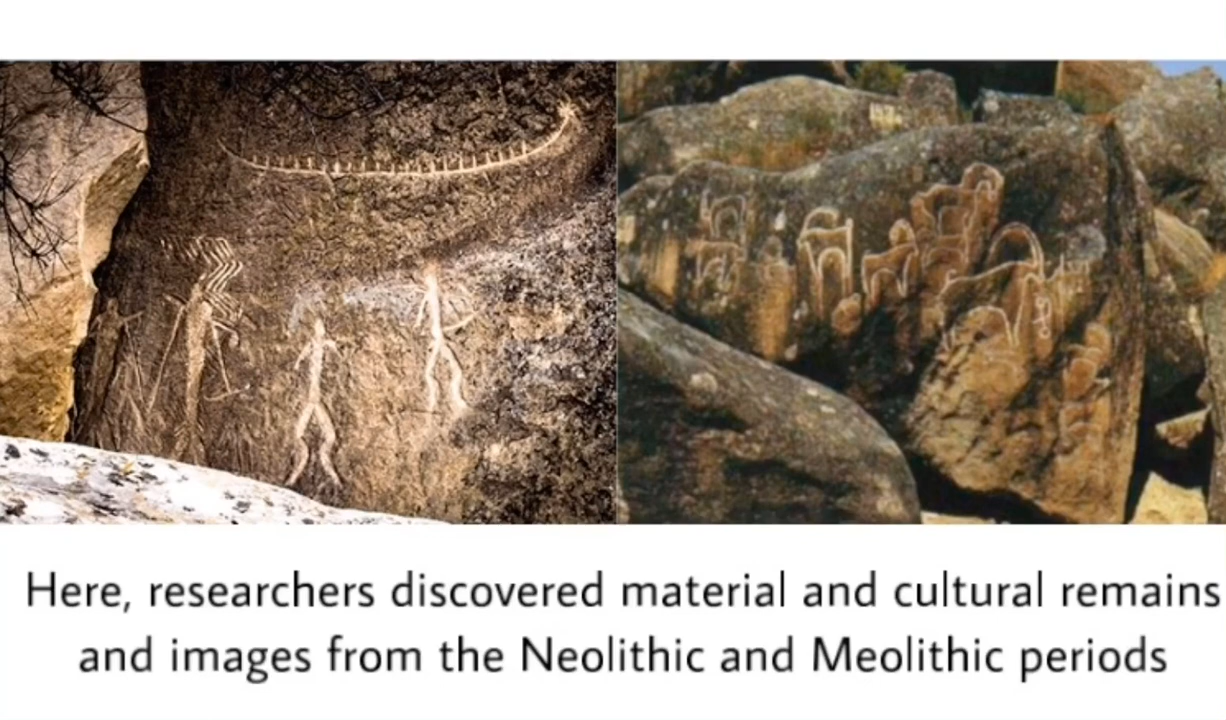 Here, researchers discovered material and cultural remains
and images from the Neolithic and Meolithic periods